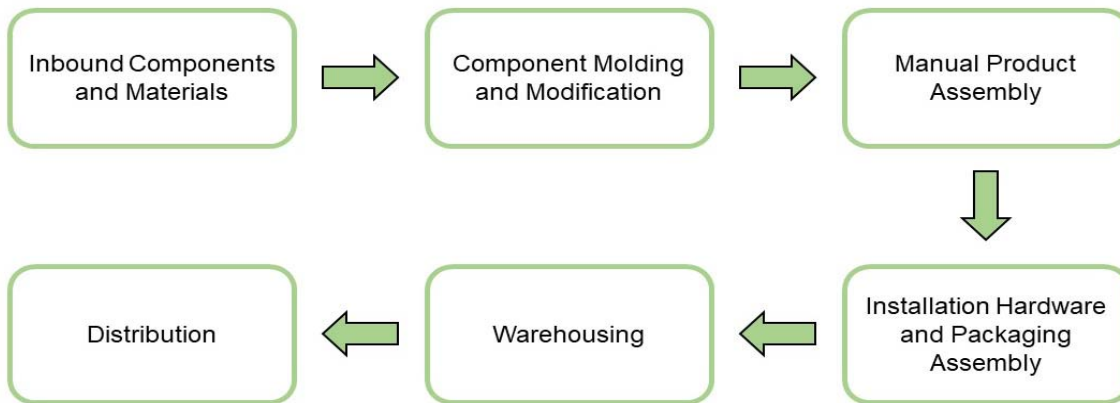 Inbound Components
and Materials
Component Molding
and Modification
Manual Product
Assembly
Installation Hardware
and Packaging
Assembly
Warehousing
Distribution